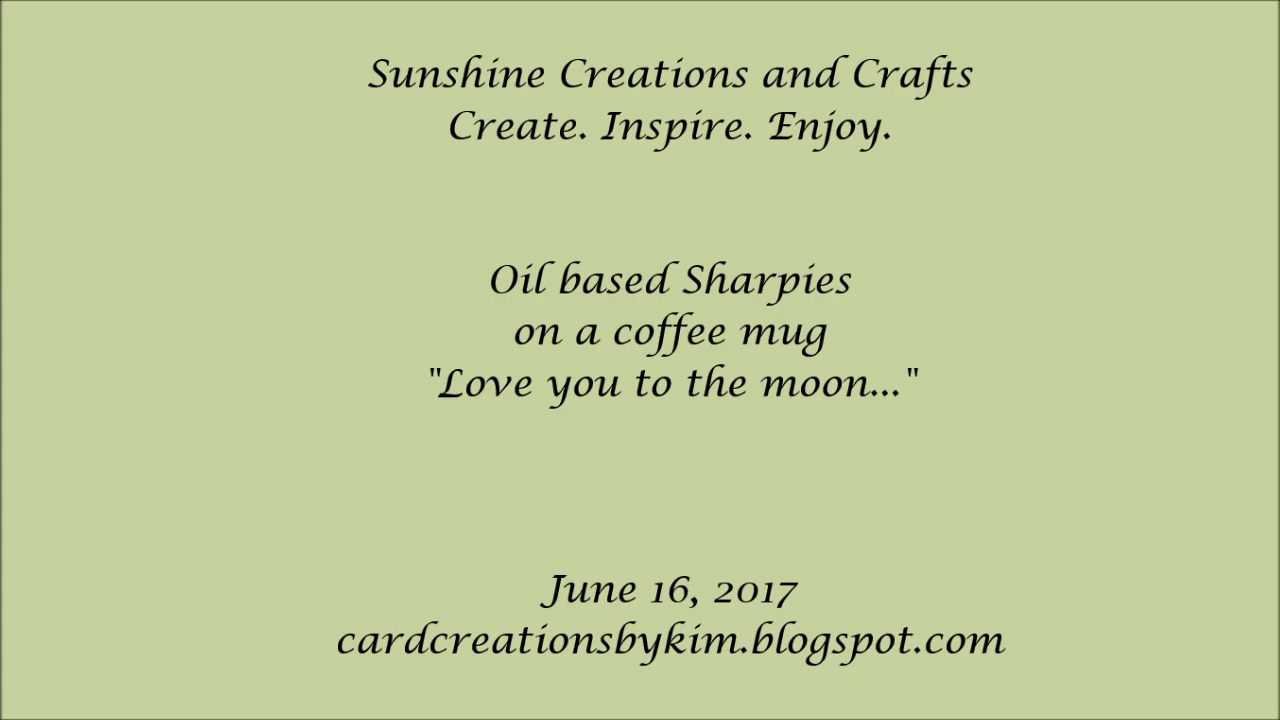 Sunshine Creations and Crafts
Create. Inspire. Enjoy.
Oil based Sharpies
on a coffee mug
"Love you to the moon..."
June 16, 2017
cardcreationsbykim.blogspot.com